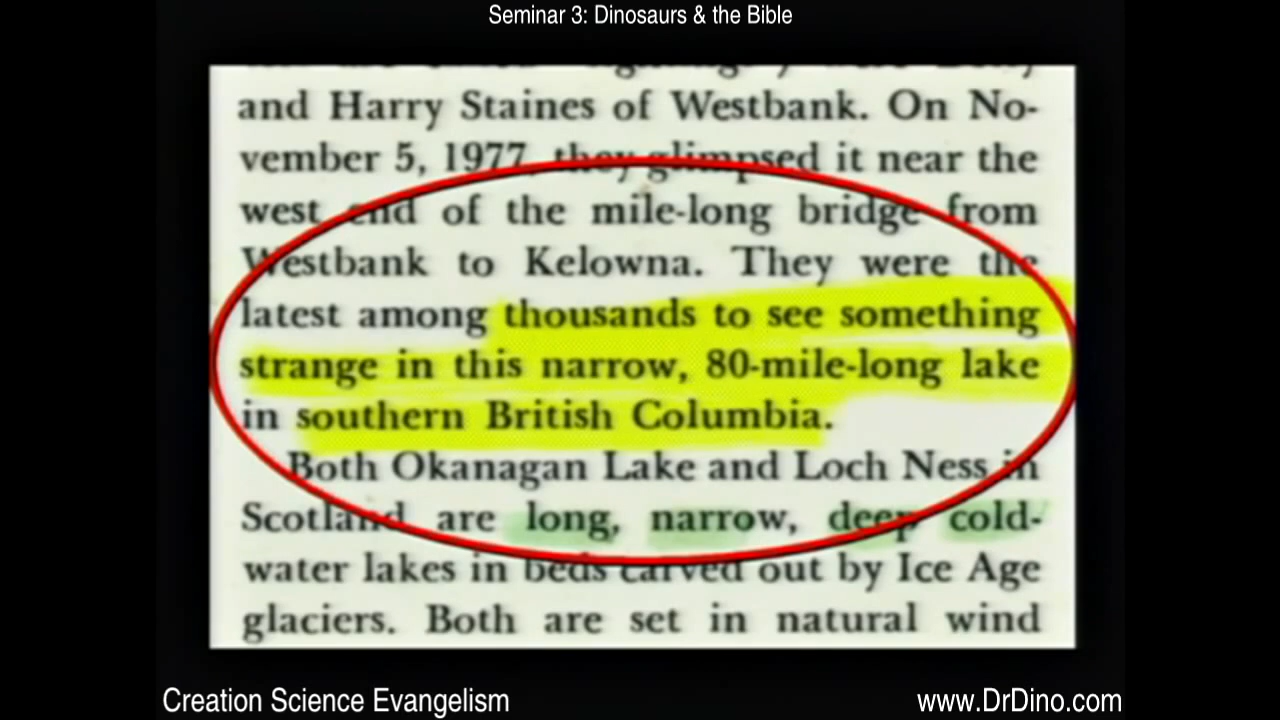 Seminar 3: Dinosaurs & the Bible
and Harry Staines of Westbank. On No-
vember 5, 1977, they glimpsed it near the
west end of the mile-long bridge from
Westbank to Kelowna. They were the
latest among thousands to see something
strange in this narrow, 80-mile-long lake
in southern British Columbia.
Both Okanagan Lake and Loch Ness in
Scotland are long, narrow, deep cold-
water lakes in beds carved out by Ice Age
glaciers. Both are set in natural wind
Creation Science Evangelism
www.DrDino.com